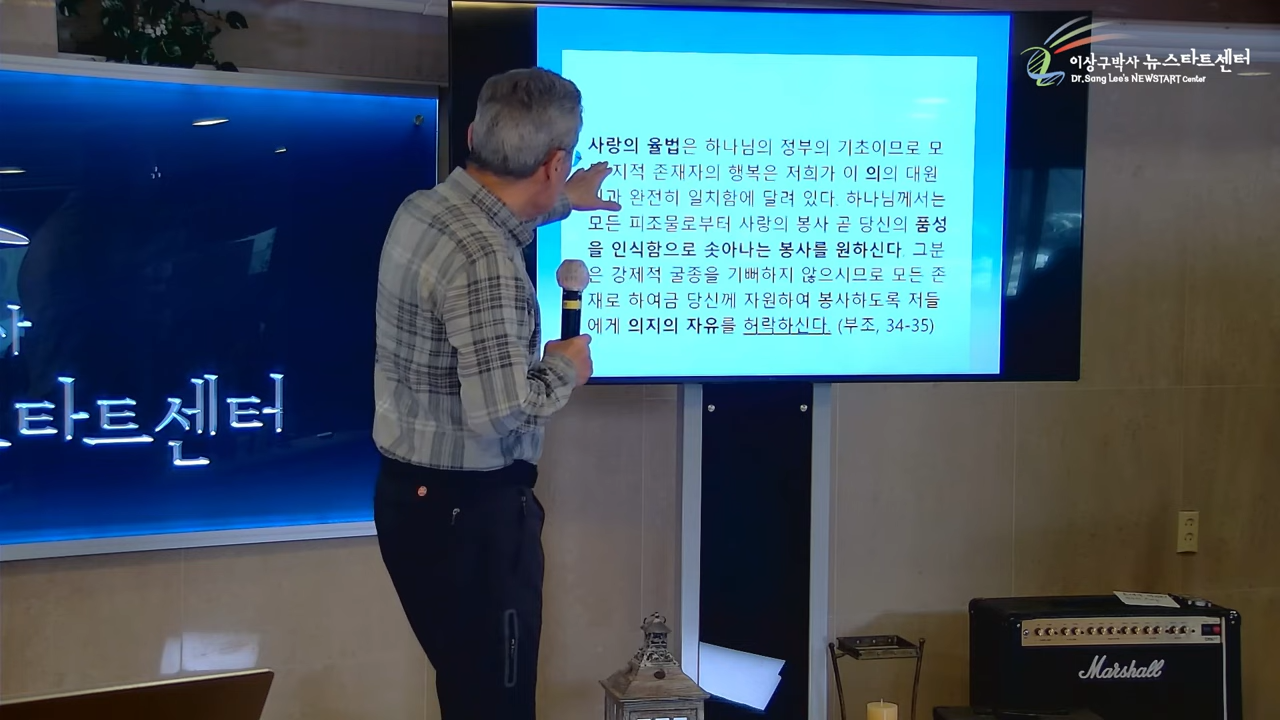 이상구박사 뉴스타트센터
Dr. Sang Lee's NEWSTART Center
사랑의 율법은 하나님의 정부의 기초이므로 모
지적 존재자의 행복은 저희가 이 의의 대원
과 완전히 일치함에 달려 있다. 하나님께서는
모든 피조물로부터 사랑의 봉사 곧 당신의 품성
을 인식함으로 솟아나는 봉사를 원하신다. 그분
은 강제적 굴종을 기뻐하지 않으시므로 모든 존
재로 하여금 당신께 자원하여 봉사하도록 저들
에게 의지의 자유를 허락하신다. (부조, 34-35)
타트센터
Marshall